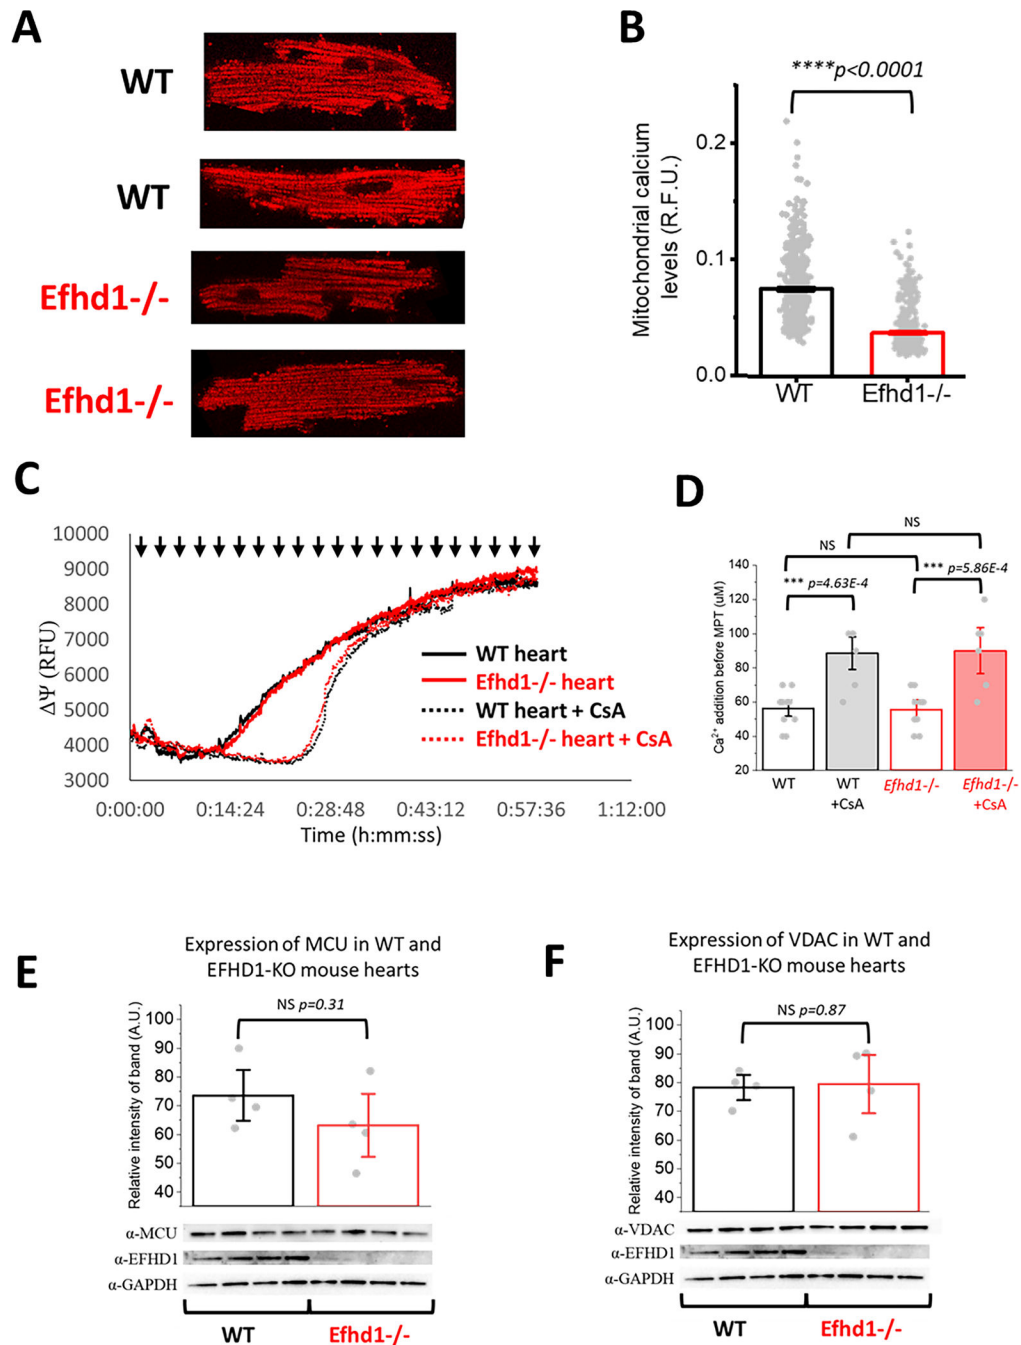 A
WT
WT
Efhd1-/-
Efhd1-/-
B
****p<0.0001
Mitochondrial calcium
levels (R.F.U.)
0.2
0.1
0.0
WT
Efhd1-/-
C
ΔΨ (RFU)
10000
9000
8000
7000
6000
5000
4000
3000
WT heart
Efhd1-/- heart
WT heart + CsA
Efhd1-/- heart + CsA
0:00:00 0:14:24 0:28:48 0:43:12 0:57:36 1:12:00
Time (h:mm:ss)
D
NS
NS
*** p=4.63E-4
*** p=5.86E-4
Ca²⁺ addition before MPT (uM)
140
120
100
80
60
40
20
WT
WT
+CsA
Efhd1-/-
Efhd1-/-
+CsA
E
Expression of MCU in WT and
EFHD1-KO mouse hearts
NS p=0.31
Relative intensity of band (A.U.)
100
90
80
70
60
50
40
α-MCU
α-EFHD1
α-GAPDH
WT
Efhd1-/-
F
Expression of VDAC in WT and
EFHD1-KO mouse hearts
NS p=0.87
Relative intensity of band (A.U.)
100
90
80
70
60
50
40
α-VDAC
α-EFHD1
α-GAPDH
WT
Efhd1-/-